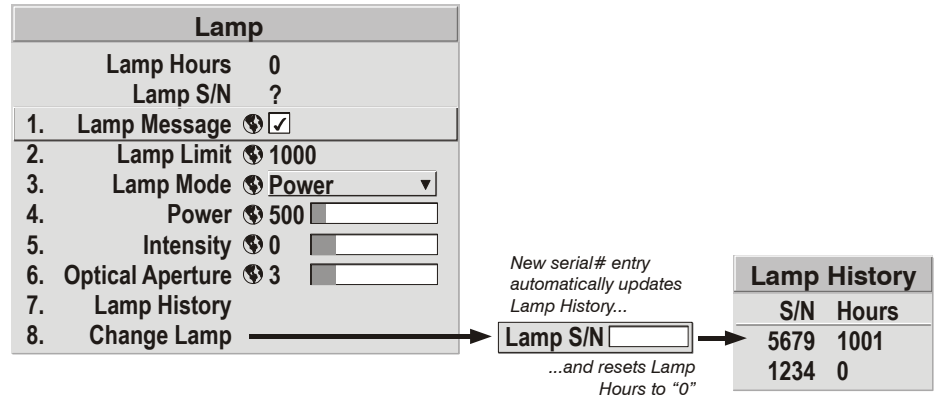 Lamp
Lamp Hours 0
Lamp S/N ?
1. Lamp Message ✓
2. Lamp Limit 1000
3. Lamp Mode Power ▼
4. Power 500
5. Intensity 0
6. Optical Aperture 3
7. Lamp History
8. Change Lamp
New serial# entry
automatically updates
Lamp History...
Lamp S/N
...and resets Lamp
Hours to “0”
Lamp History
S/N Hours
5679 1001
1234 0